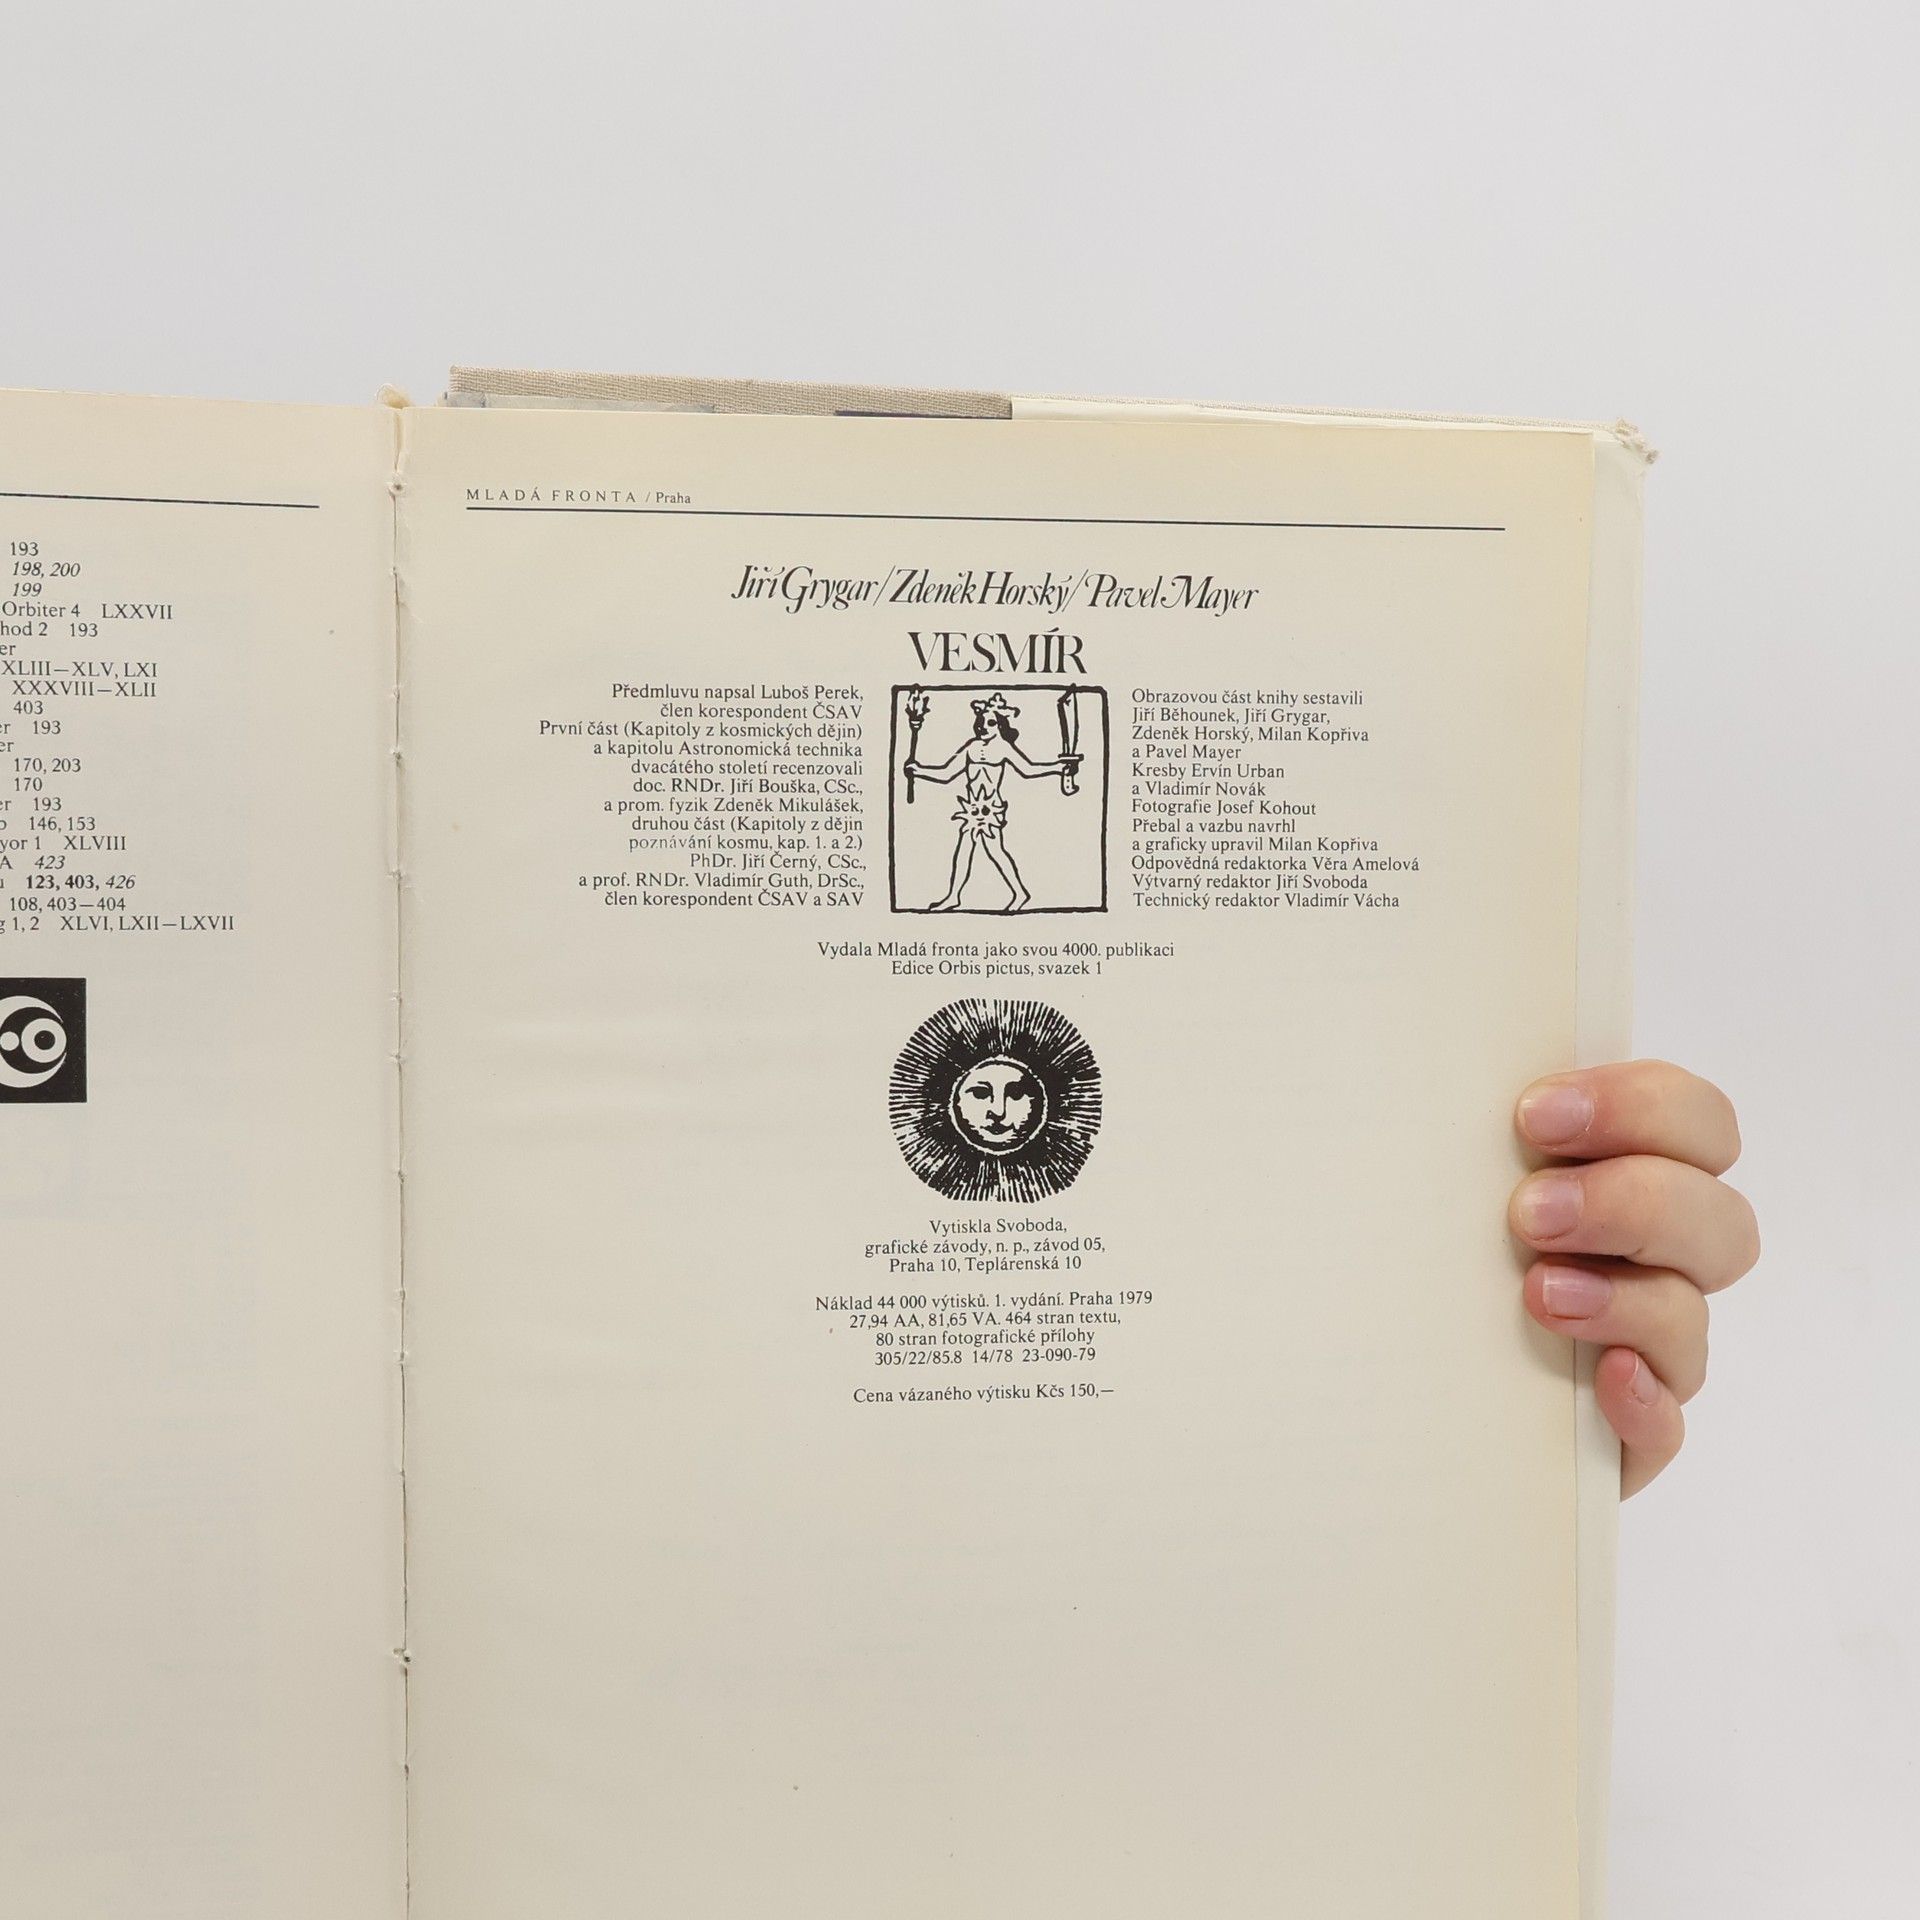 193
198, 200
199
Orbiter 4 LXXVII
hod 2 193
er
XLIII—XLV, LXI
XXXVIII—XLII
403
er 193
er
170, 203
170
er 193
146, 153
yor 1 XLVIII
A 423
123, 403, 426
108, 403—404
g 1, 2 XLVI, LXII—LXVII
MLADÁ FRONTA / Praha
Jiří Grygar/Zdeněk Horský/Pavel Mayer
VESMÍR
Předmluvu napsal Luboš Perek,
člen korespondent ČSAV
První část (Kapitoly z kosmických dějin)
a kapitolu Astronomická technika
dvacátého století recenzovali
doc. RNDr. Jiří Bouška, CSc.,
a prom. fyzik Zdeněk Mikulášek,
druhou část (Kapitoly z dějin
poznávání kosmu, kap. 1. a 2.)
PhDr. Jiří Černý, CSc.,
a prof. RNDr. Vladimír Guth, DrSc.,
člen korespondent ČSAV a SAV
Obrazovou část knihy sestavili
Jiří Běhounek, Jiří Grygar,
Zdeněk Horský, Milan Kopřiva
a Pavel Mayer
Kresby Ervín Urban
a Vladimír Novák
Fotografie Josef Kohout
Přebal a vazbu navrhl
a graficky upravil Milan Kopřiva
Odpovědná redaktorka Věra Amelová
Výtvarný redaktor Jiří Svoboda
Technický redaktor Vladimír Vácha
Vydala Mladá fronta jako svou 4000. publikaci
Edice Orbis pictus, svazek 1
Vytiskla Svoboda,
grafické závody, n. p., závod 05,
Praha 10, Teplárenská 10
Náklad 44 000 výtisků. 1. vydání. Praha 1979
27,94 AA, 81,65 VA. 464 stran textu,
80 stran fotografické přílohy
305/22/85.8 14/78 23-090-79
Cena vázaného výtisku Kčs 150,—